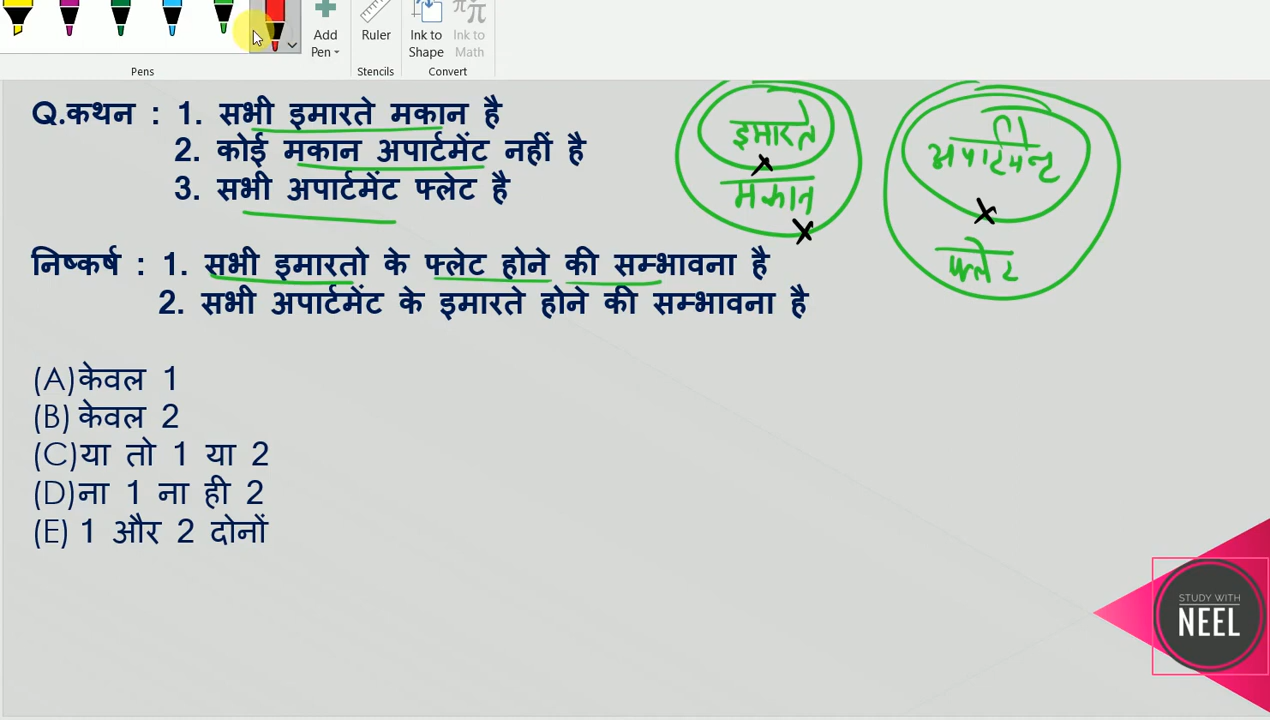 Add
Pen
Ruler
Ink to
Shape
Ink to
Math
Pens
Stencils
Convert
Q.कथन : 1. सभी इमारते मकान है
2. कोई मकान अपार्टमेंट नहीं है
3. सभी अपार्टमेंट फ्लेट है
इमारते
मकान
अपार्टमेन्ट
फ्लेट
निष्कर्ष : 1. सभी इमारतो के फ्लेट होने की सम्भावना है
2. सभी अपार्टमेंट के इमारते होने की सम्भावना है
(A)केवल 1
(B) केवल 2
(C)या तो 1 या 2
(D)ना 1 ना ही 2
(E) 1 और 2 दोनों
STUDY WITH
NEEL